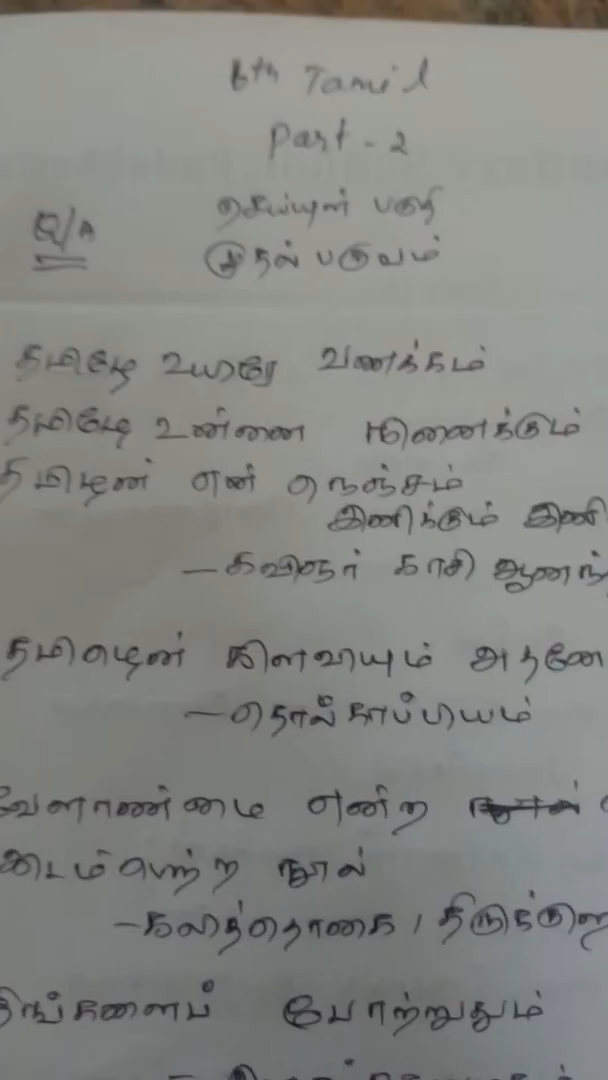 6th Tamil
Part - 2
செய்யுள் பகுதி
Q/A
முதல் பருவம்
தமிழே உயிரே வணக்கம்
தமிழே உன்னை நினைக்கும்
தமிழன் என் நெஞ்சம்
இனிக்கும் இனி
- கவிஞர் காசி ஆனந்
தமிழென் கிளவியும் அதனே
- தொல்காப்பியம்
வேளாண்மை என்ற
டைம்பெற்ற நூல்
- கலித்தொகை, திருக்குற
திங்களைப் போற்றுதும்